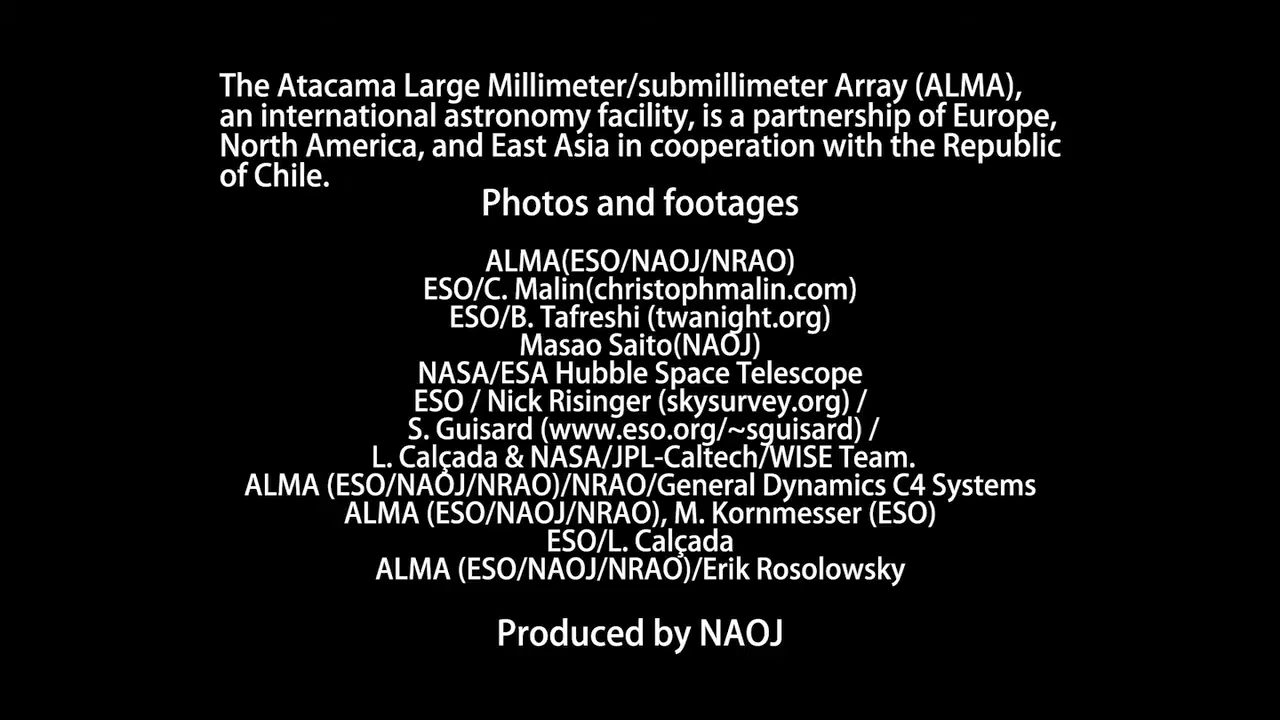 The Atacama Large Millimeter/submillimeter Array (ALMA),
an international astronomy facility, is a partnership of Europe,
North America, and East Asia in cooperation with the Republic
of Chile.
Photos and footages
ALMA(ESO/NAOJ/NRAO)
ESO/C. Malin(christophmalin.com)
ESO/B. Tafreshi (twanight.org)
Masao Saito(NAOJ)
NASA/ESA Hubble Space Telescope
ESO / Nick Risinger (skysurvey.org) /
S. Guisard (www.eso.org/~sguisard) /
L. Calçada & NASA/JPL-Caltech/WISE Team.
ALMA (ESO/NAOJ/NRAO)/NRAO/General Dynamics C4 Systems
ALMA (ESO/NAOJ/NRAO), M. Kornmesser (ESO)
ESO/L. Calçada
ALMA (ESO/NAOJ/NRAO)/Erik Rosolowsky
Produced by NAOJ